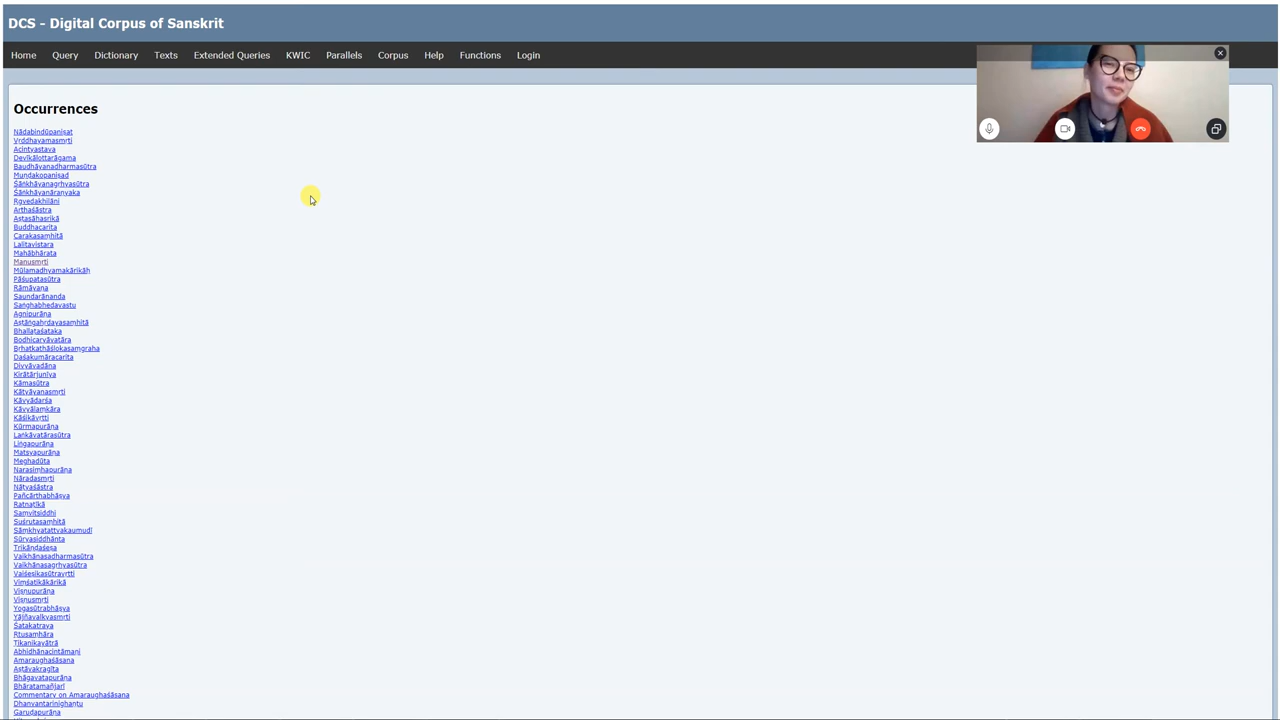 DCS - Digital Corpus of Sanskrit
Home Query Dictionary Texts Extended Queries KWIC Parallels Corpus Help Functions Login
Occurrences
Nādabindūpaniṣat
Vṛddhayamasmṛti
Acintyastava
Devīkālottarāgama
Baudhāyanadharmasūtra
Muṇḍakopaniṣad
Śāṅkhāyanagṛhyasūtra
Śāṅkhāyanāraṇyaka
Ṛgvedakhilāni
Arthaśāstra
Aṣṭasāhasrikā
Buddhacarita
Carakasaṃhitā
Lalitavistara
Mahābhārata
Manusmṛti
Mūlamadhyamakārikāḥ
Pāśupatasūtra
Rāmāyaṇa
Saundarānanda
Saṅghabhedavastu
Agnipurāṇa
Aṣṭāṅgahṛdayasaṃhitā
Bhallaṭaśataka
Bodhicaryāvatāra
Bṛhatkathāślokasaṃgraha
Daśakumāracarita
Divyāvadāna
Kirātārjunīya
Kāmasūtra
Kātyāyanasmṛti
Kāvyādarśa
Kāvyālaṃkāra
Kāśikāvṛtti
Kūrmapurāṇa
Laṅkāvatārasūtra
Liṅgapurāṇa
Matsyapurāṇa
Meghadūta
Narasiṃhapurāṇa
Nāradasmṛti
Nāṭyaśāstra
Pañcārthabhāṣya
Ratnaṭīkā
Saṃvitsiddhi
Suśrutasaṃhitā
Sāṃkhyatattvakaumudī
Sūryasiddhānta
Trikāṇḍaśeṣa
Vaikhānasadharmasūtra
Vaikhānasagṛhyasūtra
Vaiśeṣikasūtravṛtti
Viṃśatikākārikā
Viṣṇupurāṇa
Viṣṇusmṛti
Yogasūtrabhāṣya
Yājñavalkyasmṛti
Śatakatraya
Ṛtusaṃhāra
Ṭikanikayātrā
Abhidhānacintāmaṇi
Amaraughaśāsana
Aṣṭāvakragīta
Bhāgavatapurāṇa
Bhāratamañjarī
Commentary on Amaraughaśāsana
Dhanvantarinighaṇṭu
Garuḍapurāṇa